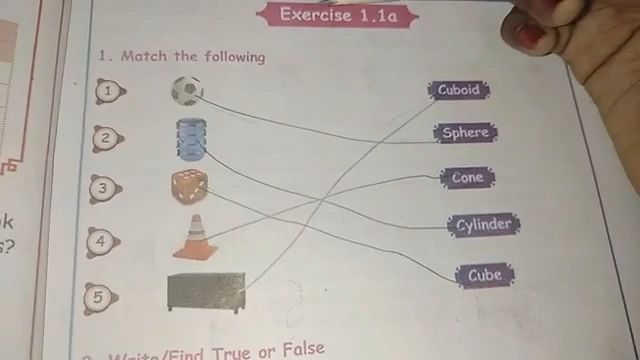 Exercise 1.1a
1. Match the following
1
Cuboid
2
Sphere
3
Cone
4
Cylinder
5
Cube
Write/Find True or False